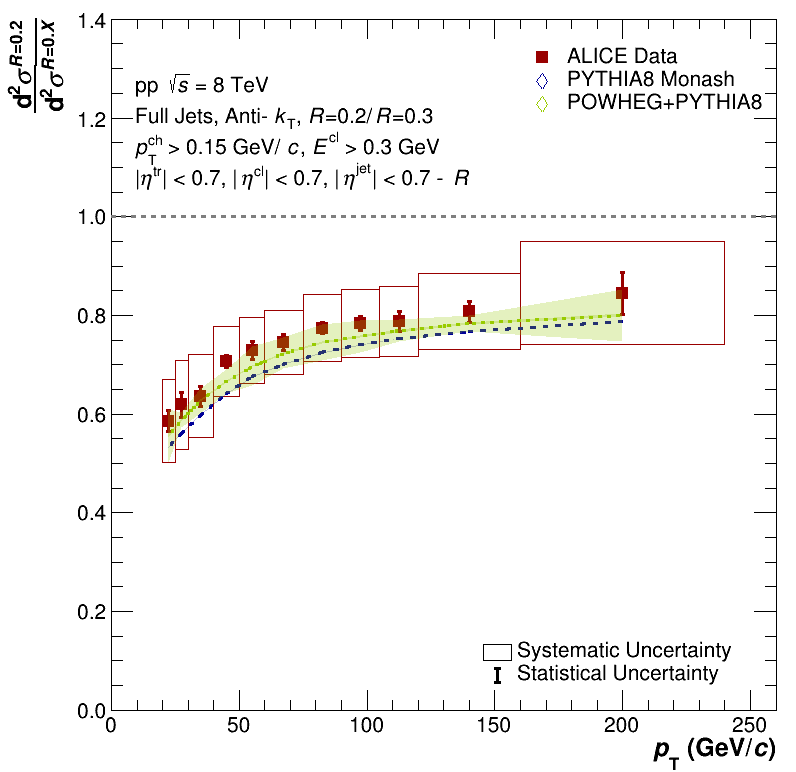 d²σ^R=0.2
d²σ^R=0.X
1.4
1.2
1.0
0.8
0.6
0.4
0.2
0.0
pp √s = 8 TeV
Full Jets, Anti- k_T, R=0.2/ R=0.3
p_T^ch > 0.15 GeV/ c, E^cl > 0.3 GeV
|η^tr| < 0.7, | η^cl| < 0.7, | η^jet| < 0.7 - R
ALICE Data
PYTHIA8 Monash
POWHEG+PYTHIA8
Systematic Uncertainty
Statistical Uncertainty
0 50 100 150 200 250
p_T (GeV/c)